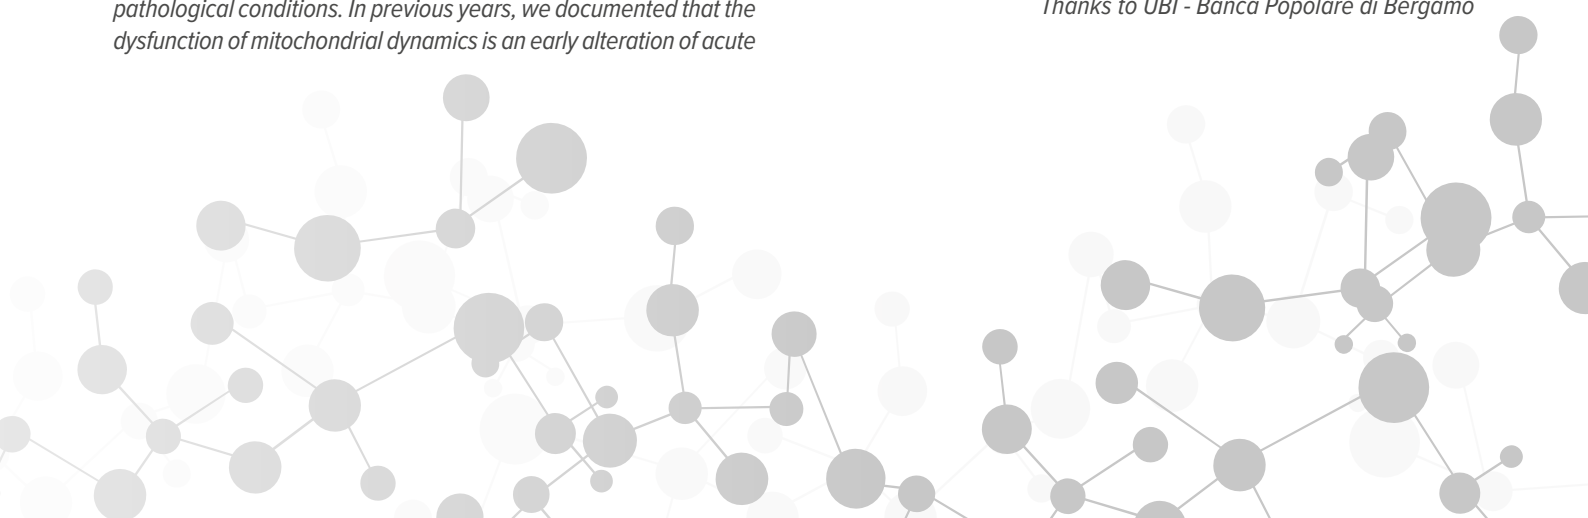 pathological conditions. In previous years, we documented that the
dysfunction of mitochondrial dynamics is an early alteration of acute
Thanks to UBI - Banca Popolare di Bergamo